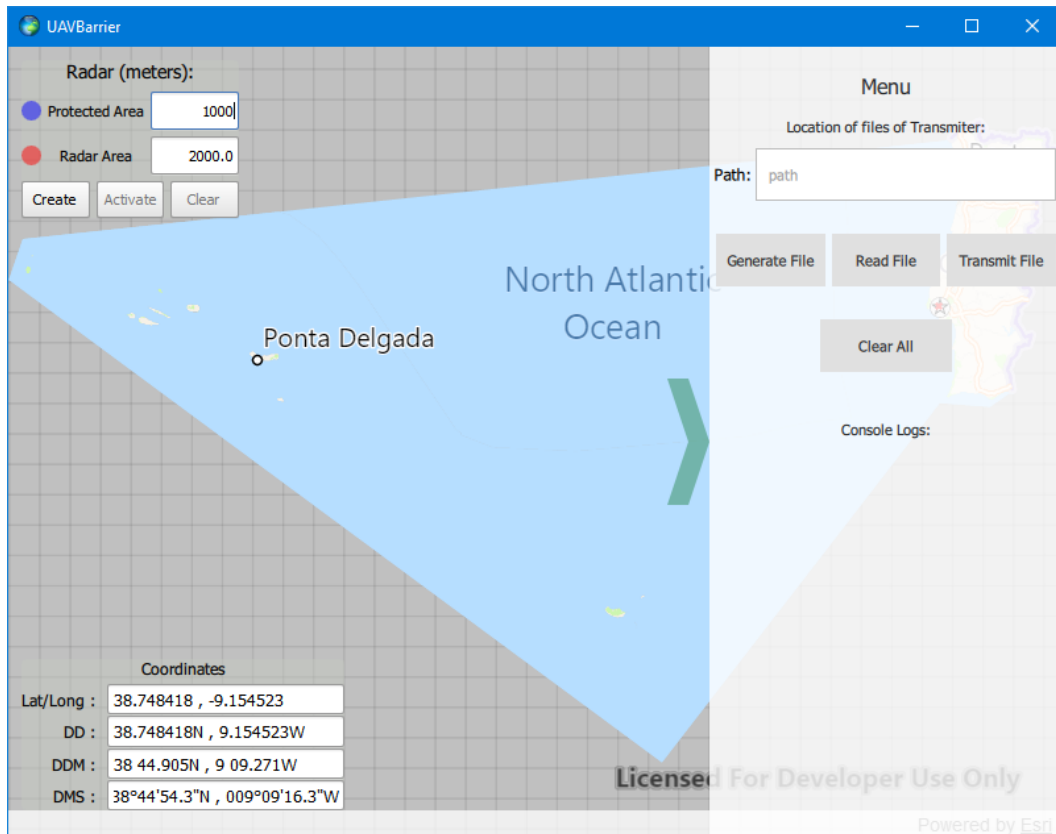 UAVBarrier
Radar (meters):
Protected Area 1000
Radar Area 2000.0
Create Activate Clear
Menu
Location of files of Transmiter:
Path: path
Generate File Read File Transmit File
Clear All
Console Logs:
North Atlantic
Ocean
Ponta Delgada
Coordinates
Lat/Long : 38.748418 , -9.154523
DD : 38.748418N , 9.154523W
DDM : 38 44.905N , 9 09.271W
DMS : 38°44'54.3"N , 009°09'16.3"W
Licensed For Developer Use Only
Powered by Esri